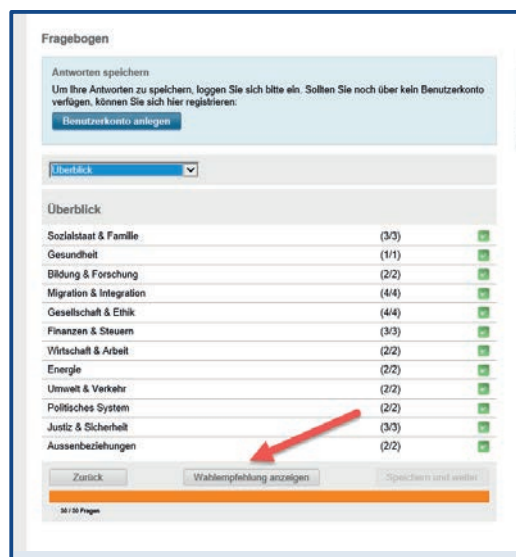 Fragebogen
Antworten speichern
Um Ihre Antworten zu speichern, loggen Sie sich bitte ein. Sollten Sie noch über kein Benutzerkonto
verfügen, können Sie sich hier registrieren:
Benutzerkonto anlegen
Überblick
Überblick
Sozialstaat & Familie (3/3)
Gesundheit (1/1)
Bildung & Forschung (2/2)
Migration & Integration (4/4)
Gesellschaft & Ethik (4/4)
Finanzen & Steuern (3/3)
Wirtschaft & Arbeit (2/2)
Energie (2/2)
Umwelt & Verkehr (2/2)
Politisches System (2/2)
Justiz & Sicherheit (3/3)
Aussenbeziehungen (2/2)
Zurück Wahlempfehlung anzeigen Speichern und weiter
30 / 30 Fragen